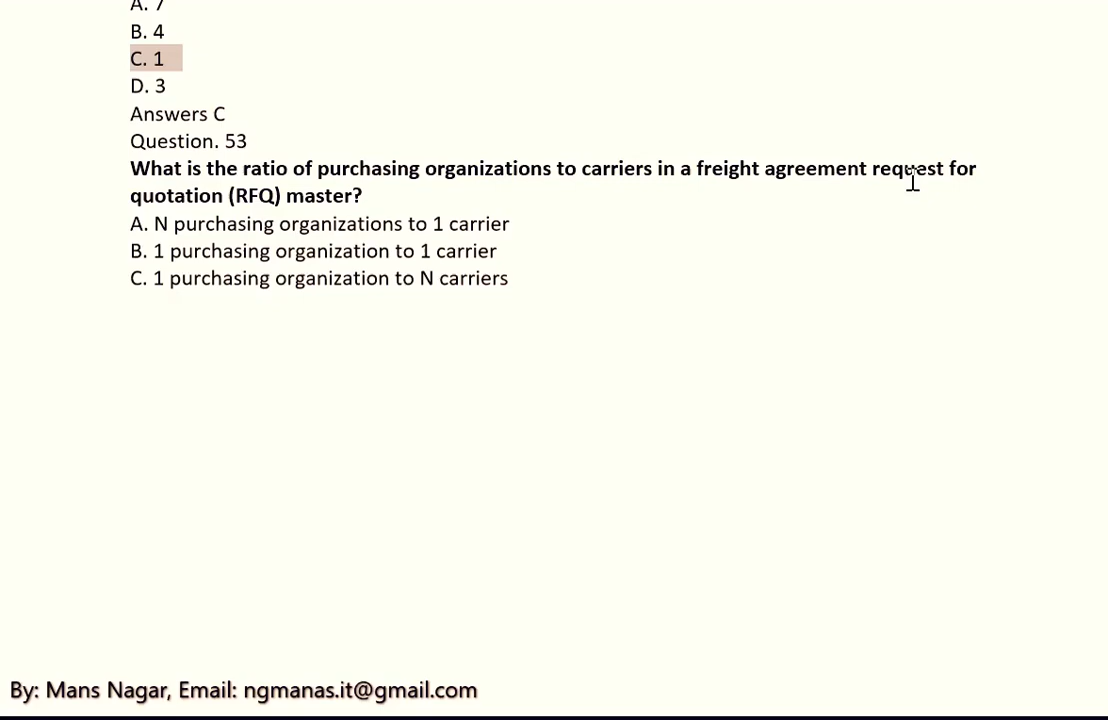 A. 7
B. 4
C. 1
D. 3
Answers C
Question. 53
What is the ratio of purchasing organizations to carriers in a freight agreement request for
quotation (RFQ) master?
A. N purchasing organizations to 1 carrier
B. 1 purchasing organization to 1 carrier
C. 1 purchasing organization to N carriers
By: Mans Nagar, Email: ngmanas.it@gmail.com